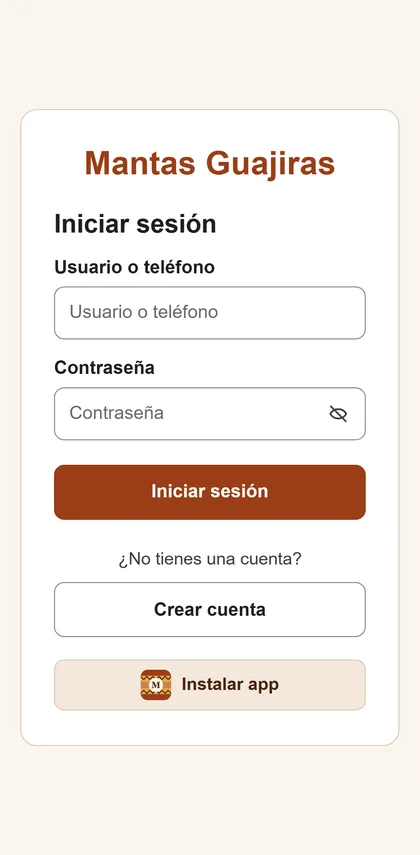 Mantas Guajiras
Iniciar sesión
Usuario o teléfono
Usuario o teléfono
Contraseña
Contraseña
Iniciar sesión
¿No tienes una cuenta?
Crear cuenta
M Instalar app